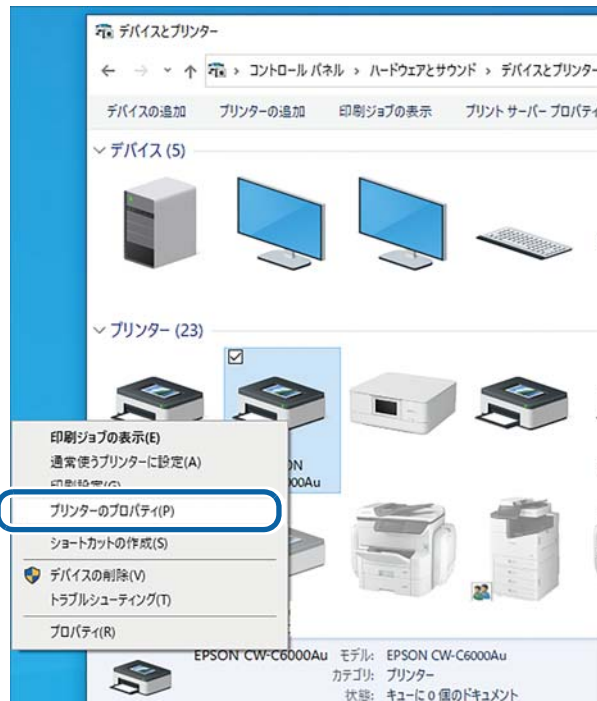 デバイスとプリンター
コントロール パネル › ハードウェアとサウンド › デバイスとプリンター
デバイスの追加 プリンターの追加 印刷ジョブの表示 プリント サーバー プロパティ
デバイス (5)
プリンター (23)
印刷ジョブの表示(E)
通常使うプリンターに設定(A)
印刷設定(G)
プリンターのプロパティ(P)
ショートカットの作成(S)
デバイスの削除(V)
トラブルシューティング(T)
プロパティ(R)
ON
000Au
EPSON CW-C6000Au モデル: EPSON CW-C6000Au
カテゴリ: プリンター
状態: キューに 0 個のドキュメント